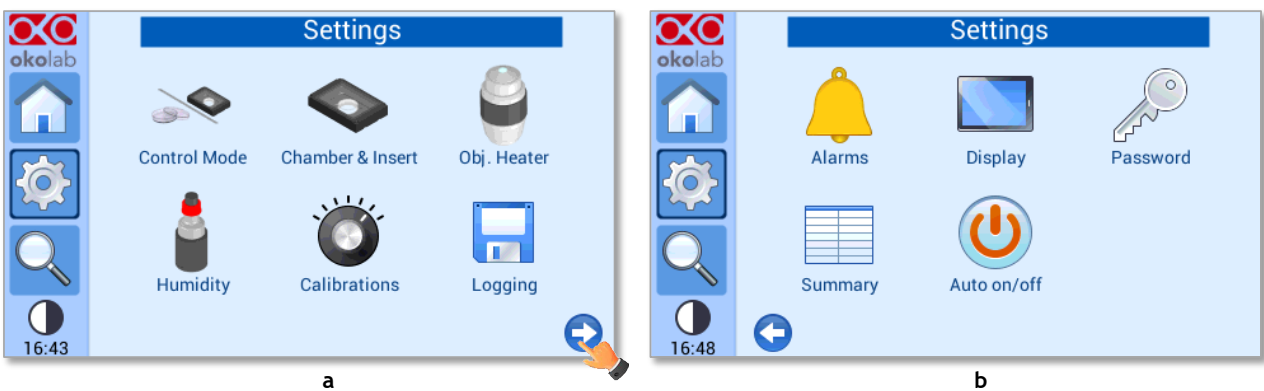 Settings
okolab
Control Mode Chamber & Insert Obj. Heater
Humidity Calibrations Logging
16:43
a
Settings
okolab
Alarms Display Password
Summary Auto on/off
16:48
b